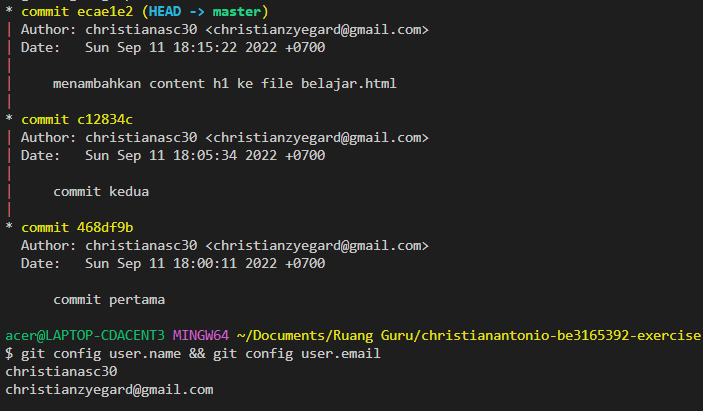 * commit ecae1e2 (HEAD -> master)
| Author: christianasc30 <christianzyegard@gmail.com>
| Date:   Sun Sep 11 18:15:22 2022 +0700
|
|     menambahkan content h1 ke file belajar.html
|
* commit c12834c
| Author: christianasc30 <christianzyegard@gmail.com>
| Date:   Sun Sep 11 18:05:34 2022 +0700
|
|     commit kedua
|
* commit 468df9b
  Author: christianasc30 <christianzyegard@gmail.com>
  Date:   Sun Sep 11 18:00:11 2022 +0700

      commit pertama

acer@LAPTOP-CDACENT3 MINGW64 ~/Documents/Ruang Guru/christianantonio-be3165392-exercise
$ git config user.name && git config user.email
christianasc30
christianzyegard@gmail.com